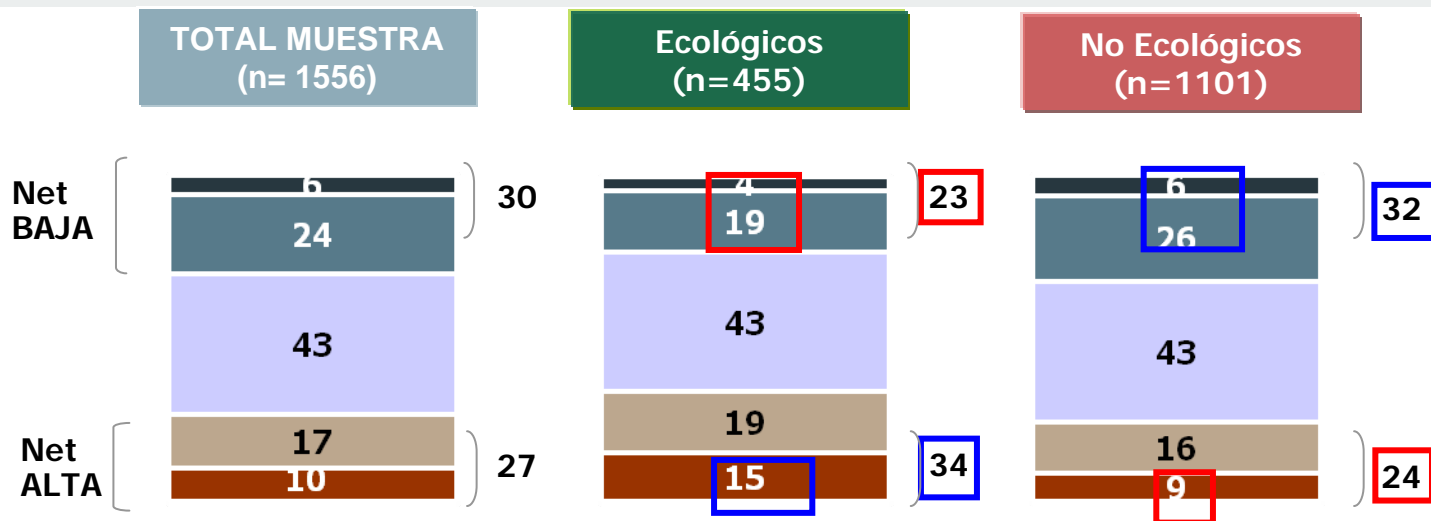 TOTAL MUESTRA
(n= 1556)
Ecológicos
(n=455)
No Ecológicos
(n=1101)
Net
BAJA
6
24
30
4
19
23
6
26
32
43
43
43
Net
ALTA
17
10
27
19
15
34
16
9
24